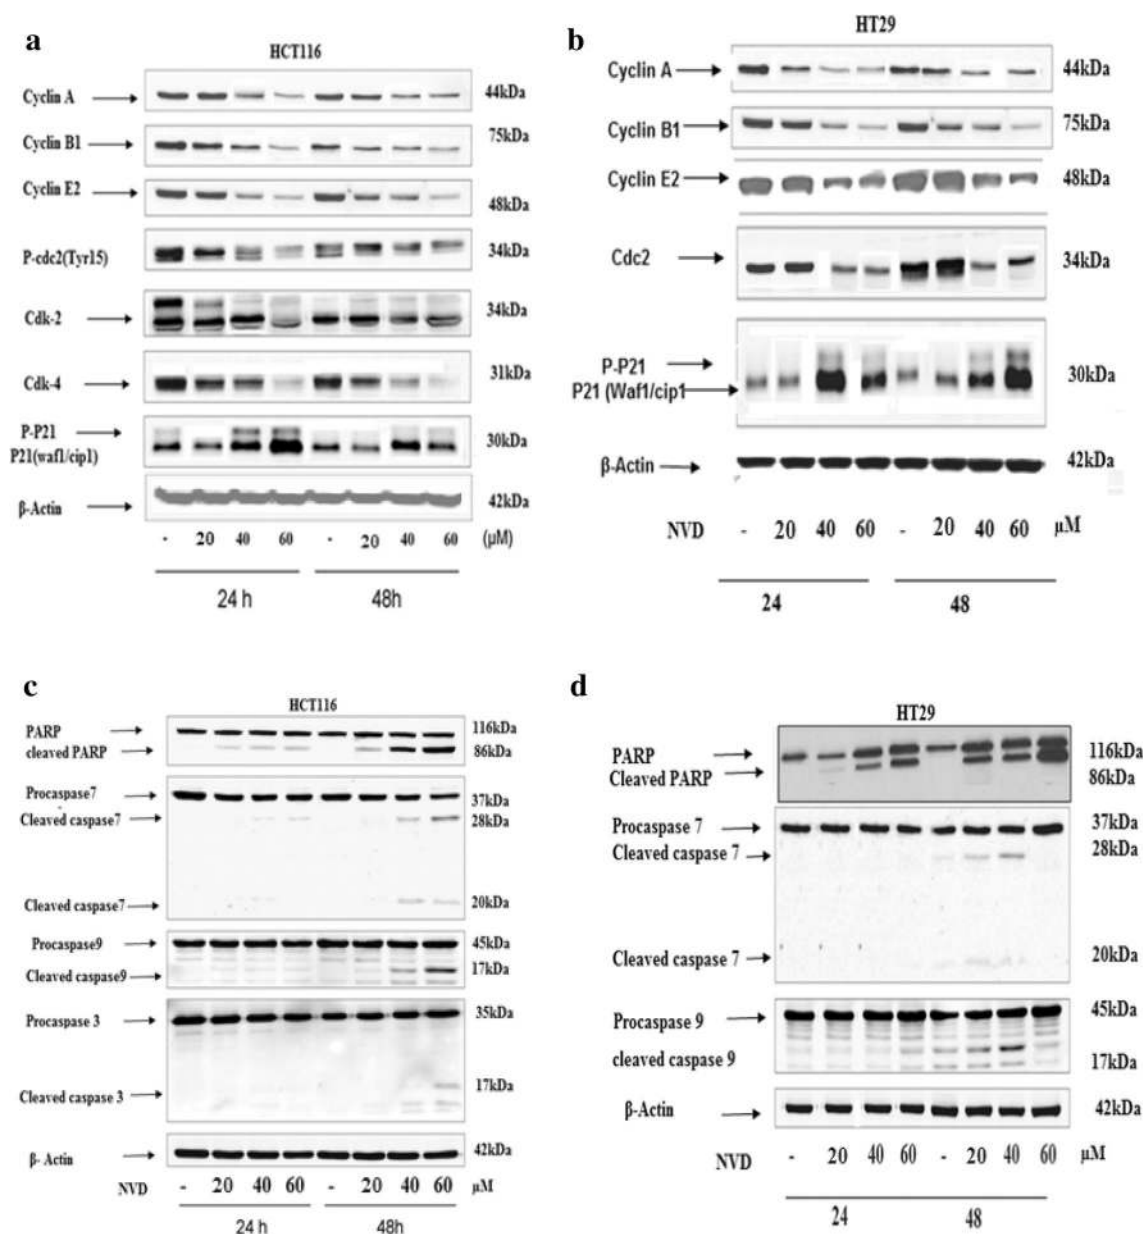 a
HCT116
Cyclin A
44kDa
Cyclin B1
75kDa
Cyclin E2
48kDa
P-cdc2(Tyr15)
34kDa
Cdk-2
34kDa
Cdk-4
31kDa
P-P21
P21(waf1/cip1)
30kDa
β-Actin
42kDa
- 20 40 60 - 20 40 60 (μM)
24 h 48h
b
HT29
Cyclin A
44kDa
Cyclin B1
75kDa
Cyclin E2
48kDa
Cdc2
34kDa
P-P21
P21 (Waf1/cip1
30kDa
β-Actin
42kDa
NVD - 20 40 60 - 20 40 60 μM
24 48
c
HCT116
PARP
116kDa
cleaved PARP
86kDa
Procaspase7
37kDa
Cleaved caspase7
28kDa
Cleaved caspase7
20kDa
Procaspase9
45kDa
Cleaved caspase9
17kDa
Procaspase 3
35kDa
17kDa
Cleaved caspase 3
β- Actin
42kDa
NVD - 20 40 60 - 20 40 60 μM
24 h 48h
d
HT29
PARP
116kDa
Cleaved PARP
86kDa
Procaspase 7
37kDa
Cleaved caspase 7
28kDa
Cleaved caspase 7
20kDa
Procaspase 9
45kDa
cleaved caspase 9
17kDa
β-Actin
42kDa
NVD - 20 40 60 - 20 40 60 μM
24 48